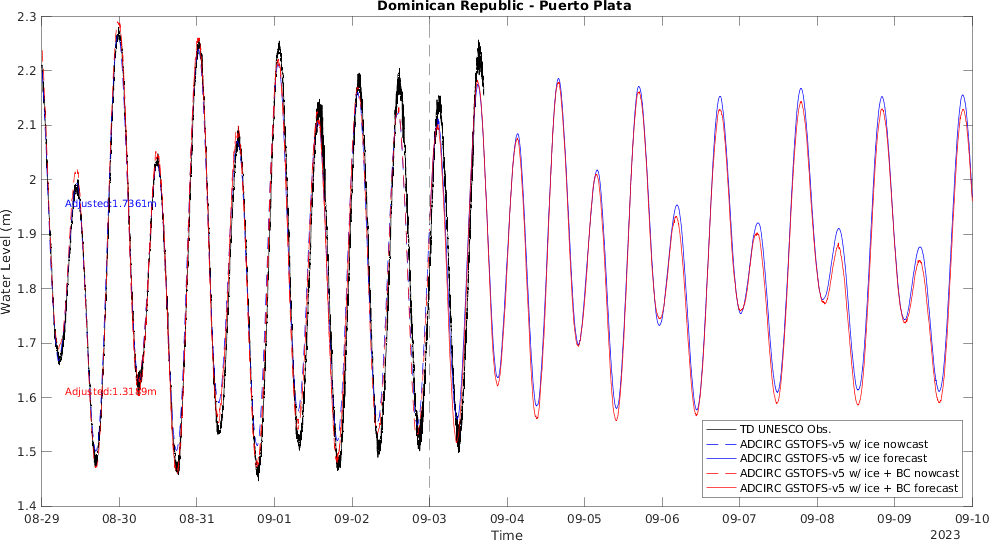 Dominican Republic - Puerto Plata
Water Level (m)
2.3
2.2
2.1
2
1.9
1.8
1.7
1.6
1.5
1.4
Adjusted:1.7361m
TD UNESCO Obs.
ADCIRC GSTOFS-v5 w/ ice nowcast
ADCIRC GSTOFS-v5 w/ ice forecast
ADCIRC GSTOFS-v5 w/ ice + BC nowcast
ADCIRC GSTOFS-v5 w/ ice + BC forecast
08-29 08-30 08-31 09-01 09-02 09-03 09-04 09-05 09-06 09-07 09-08 09-09 09-10
Time
2023